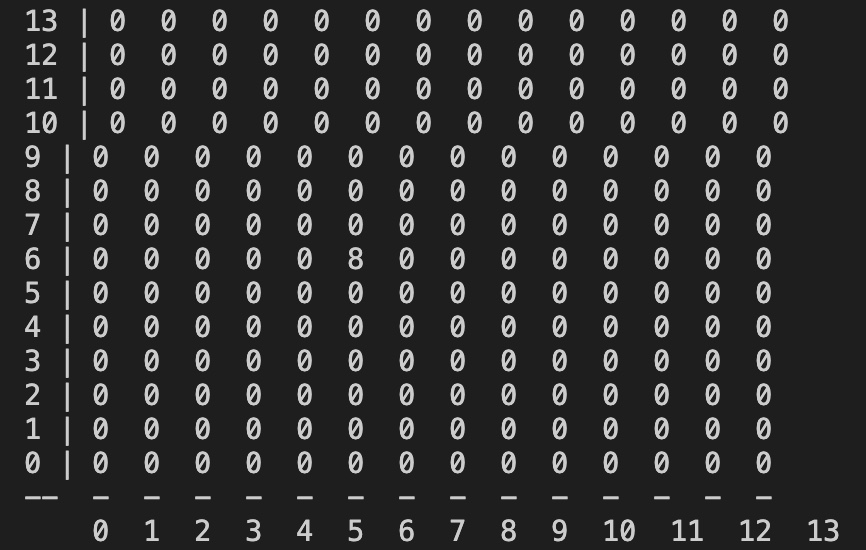 13 | 0  0  0  0  0  0  0  0  0  0  0  0  0  0
12 | 0  0  0  0  0  0  0  0  0  0  0  0  0  0
11 | 0  0  0  0  0  0  0  0  0  0  0  0  0  0
10 | 0  0  0  0  0  0  0  0  0  0  0  0  0  0
9 | 0  0  0  0  0  0  0  0  0  0  0  0  0  0
8 | 0  0  0  0  0  0  0  0  0  0  0  0  0  0
7 | 0  0  0  0  0  0  0  0  0  0  0  0  0  0
6 | 0  0  0  0  0  8  0  0  0  0  0  0  0  0
5 | 0  0  0  0  0  0  0  0  0  0  0  0  0  0
4 | 0  0  0  0  0  0  0  0  0  0  0  0  0  0
3 | 0  0  0  0  0  0  0  0  0  0  0  0  0  0
2 | 0  0  0  0  0  0  0  0  0  0  0  0  0  0
1 | 0  0  0  0  0  0  0  0  0  0  0  0  0  0
0 | 0  0  0  0  0  0  0  0  0  0  0  0  0  0
——  —  —  —  —  —  —  —  —  —  —  —  —  —  —
    0  1  2  3  4  5  6  7  8  9  10  11  12  13